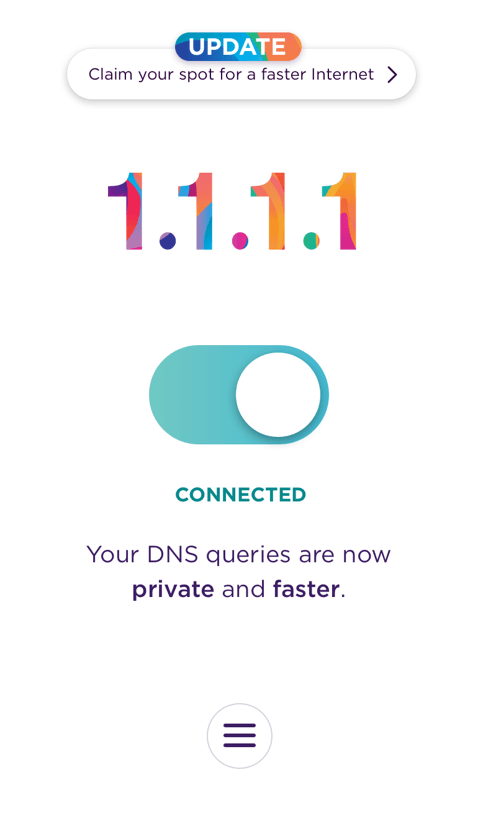 UPDATE
Claim your spot for a faster Internet
1.1.1.1
CONNECTED
Your DNS queries are now
private and faster.